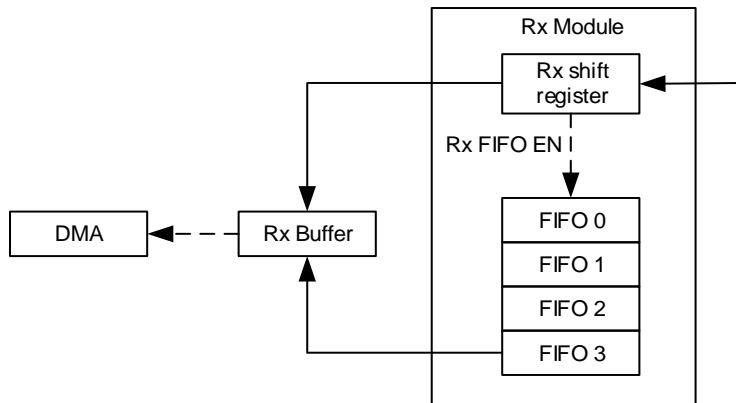 Rx Module
Rx shift
register
Rx FIFO EN
DMA
Rx Buffer
FIFO 0
FIFO 1
FIFO 2
FIFO 3